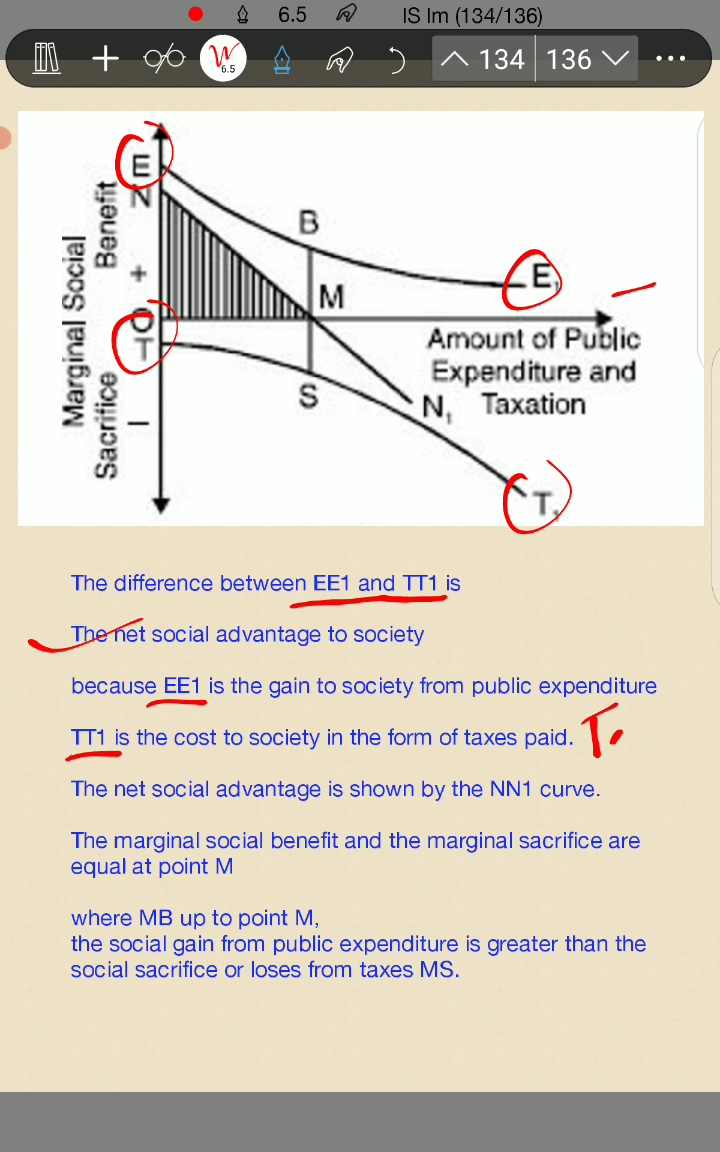 6.5 IS lm (134/136)
6.5 134 136
E
N
B
E₁
M
O
T
S
N₁
T₁
Marginal Social
Sacrifice Benefit
+
−
Amount of Public
Expenditure and
Taxation
The difference between EE1 and TT1 is
The net social advantage to society
because EE1 is the gain to society from public expenditure
TT1 is the cost to society in the form of taxes paid.
The net social advantage is shown by the NN1 curve.
The marginal social benefit and the marginal sacrifice are
equal at point M
where MB up to point M,
the social gain from public expenditure is greater than the
social sacrifice or loses from taxes MS.